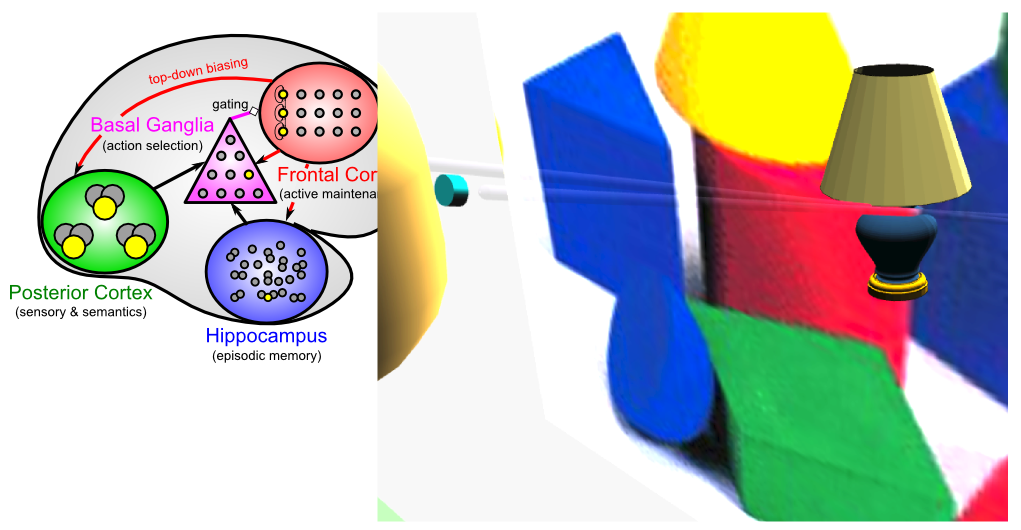 top-down biasing
gating
Basal Ganglia
(action selection)
Frontal Cor
(active maintena
Posterior Cortex
(sensory & semantics)
Hippocampus
(episodic memory)